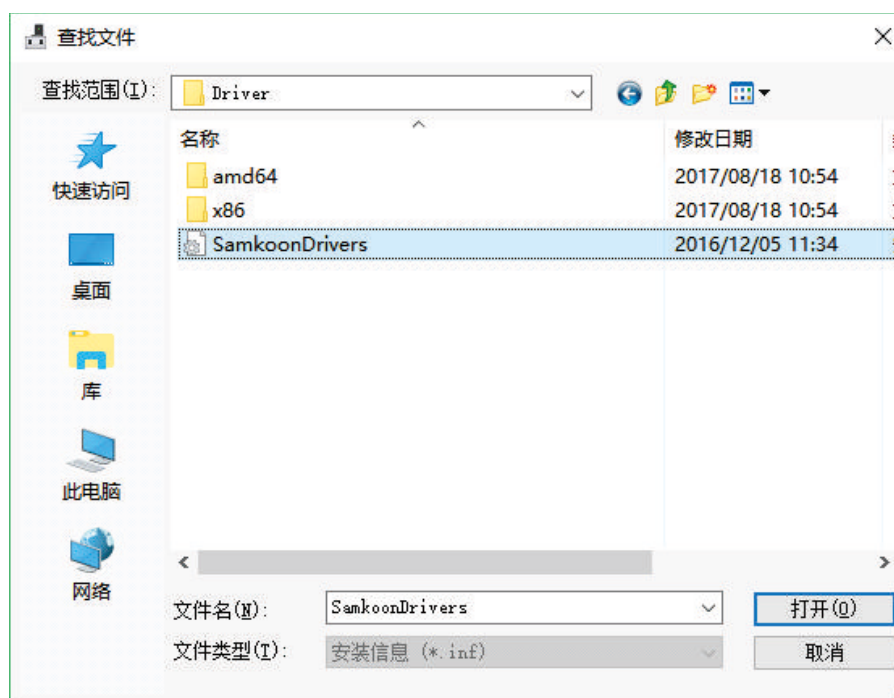 查找文件
查找范围(I): Driver
名称 修改日期
amd64 2017/08/18 10:54
x86 2017/08/18 10:54
SamkoonDrivers 2016/12/05 11:34
快速访问
桌面
库
此电脑
网络
文件名(N): SamkoonDrivers 打开(O)
文件类型(T): 安装信息 (*.inf) 取消